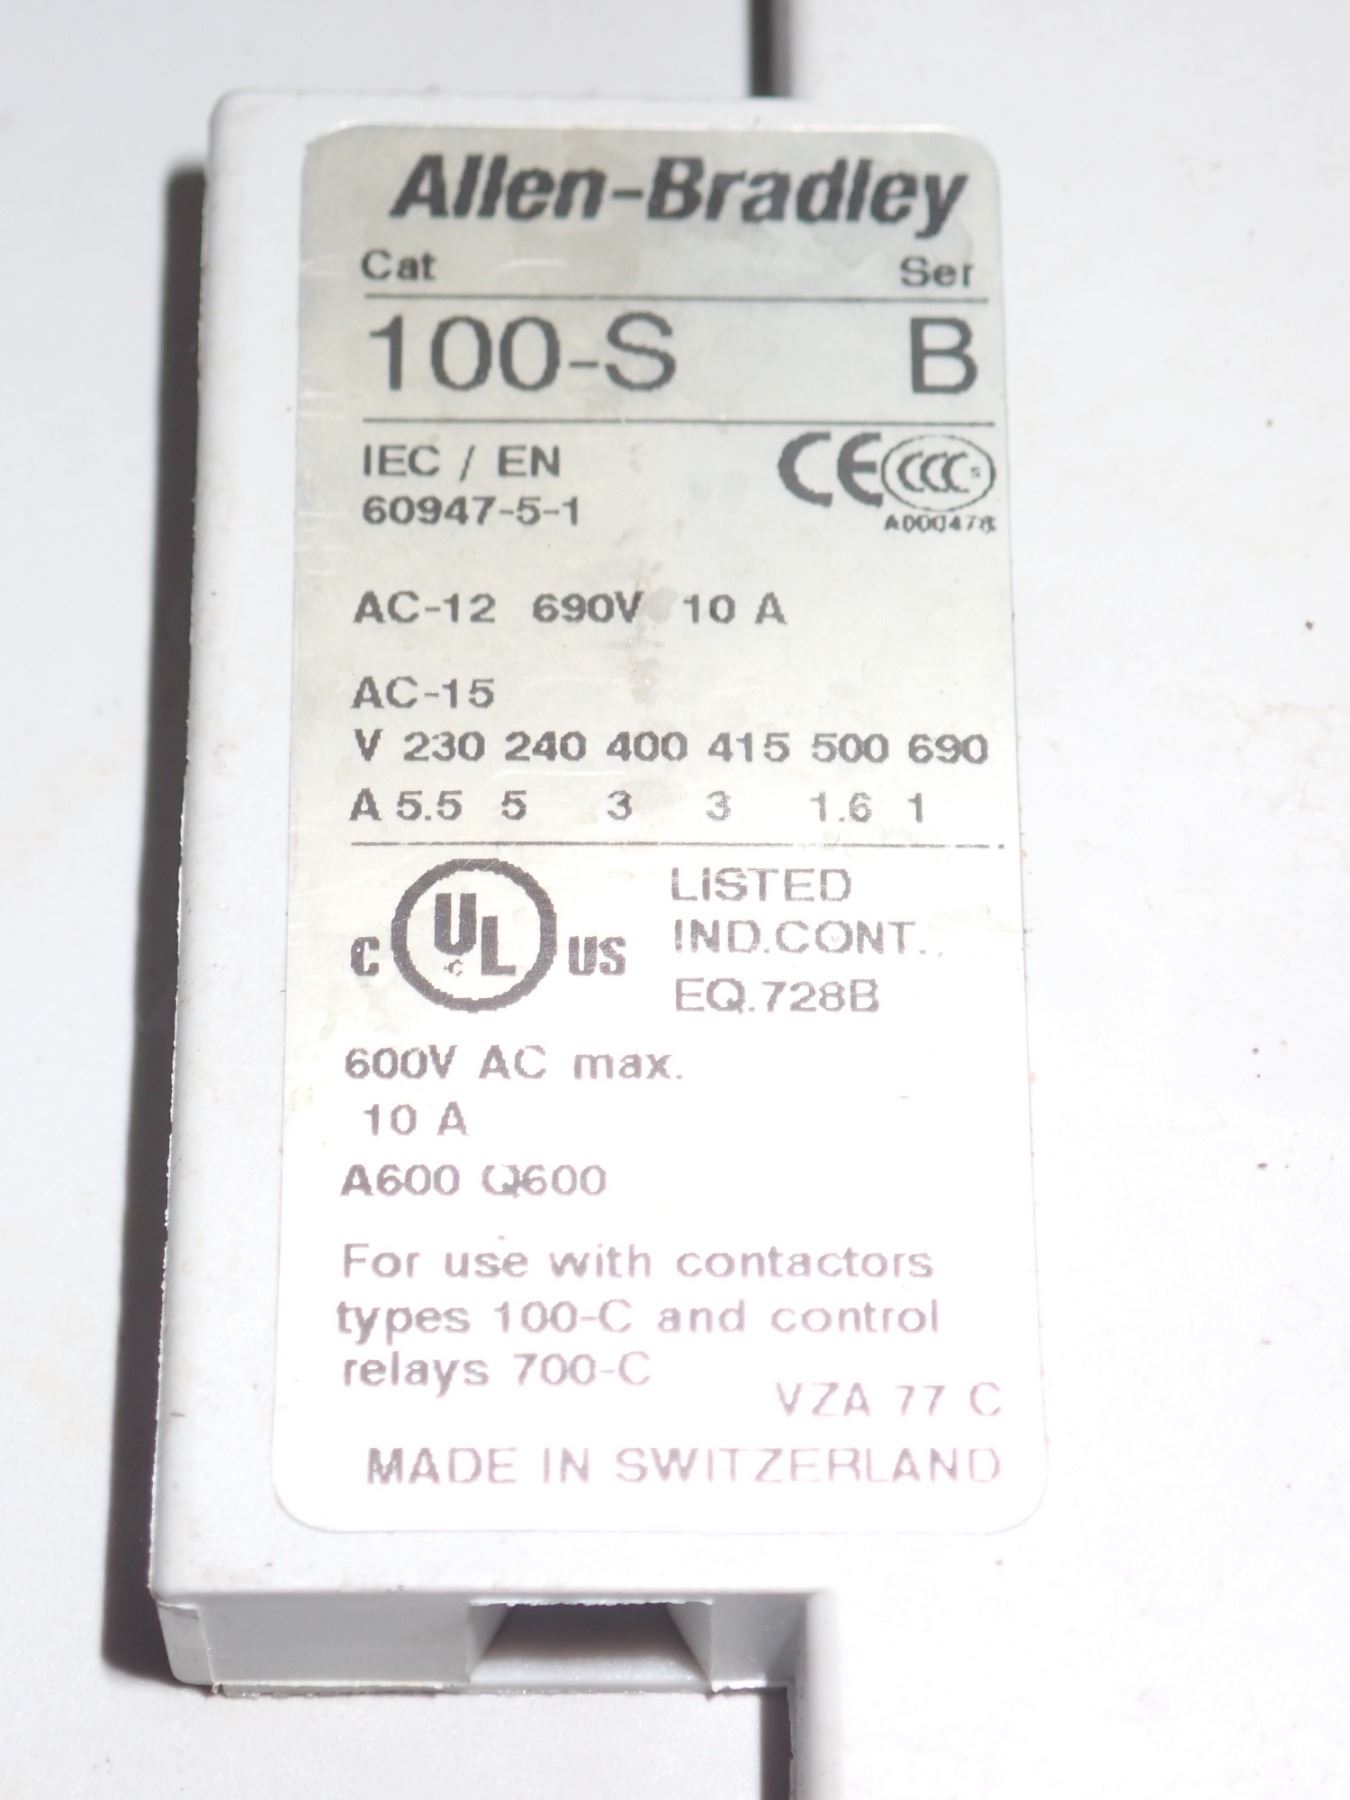 Allen-Bradley
Cat Ser
100-S B
IEC / EN CE CCC S
60947-5-1 A000478
AC-12 690V 10 A
AC-15
V 230 240 400 415 500 690
A 5.5 5 3 3 1.6 1
LISTED
C UL US IND.CONT.
EQ.728B
600V AC max.
10 A
A600 Q600
For use with contactors
types 100-C and control
relays 700-C
VZA 77 C
MADE IN SWITZERLAND